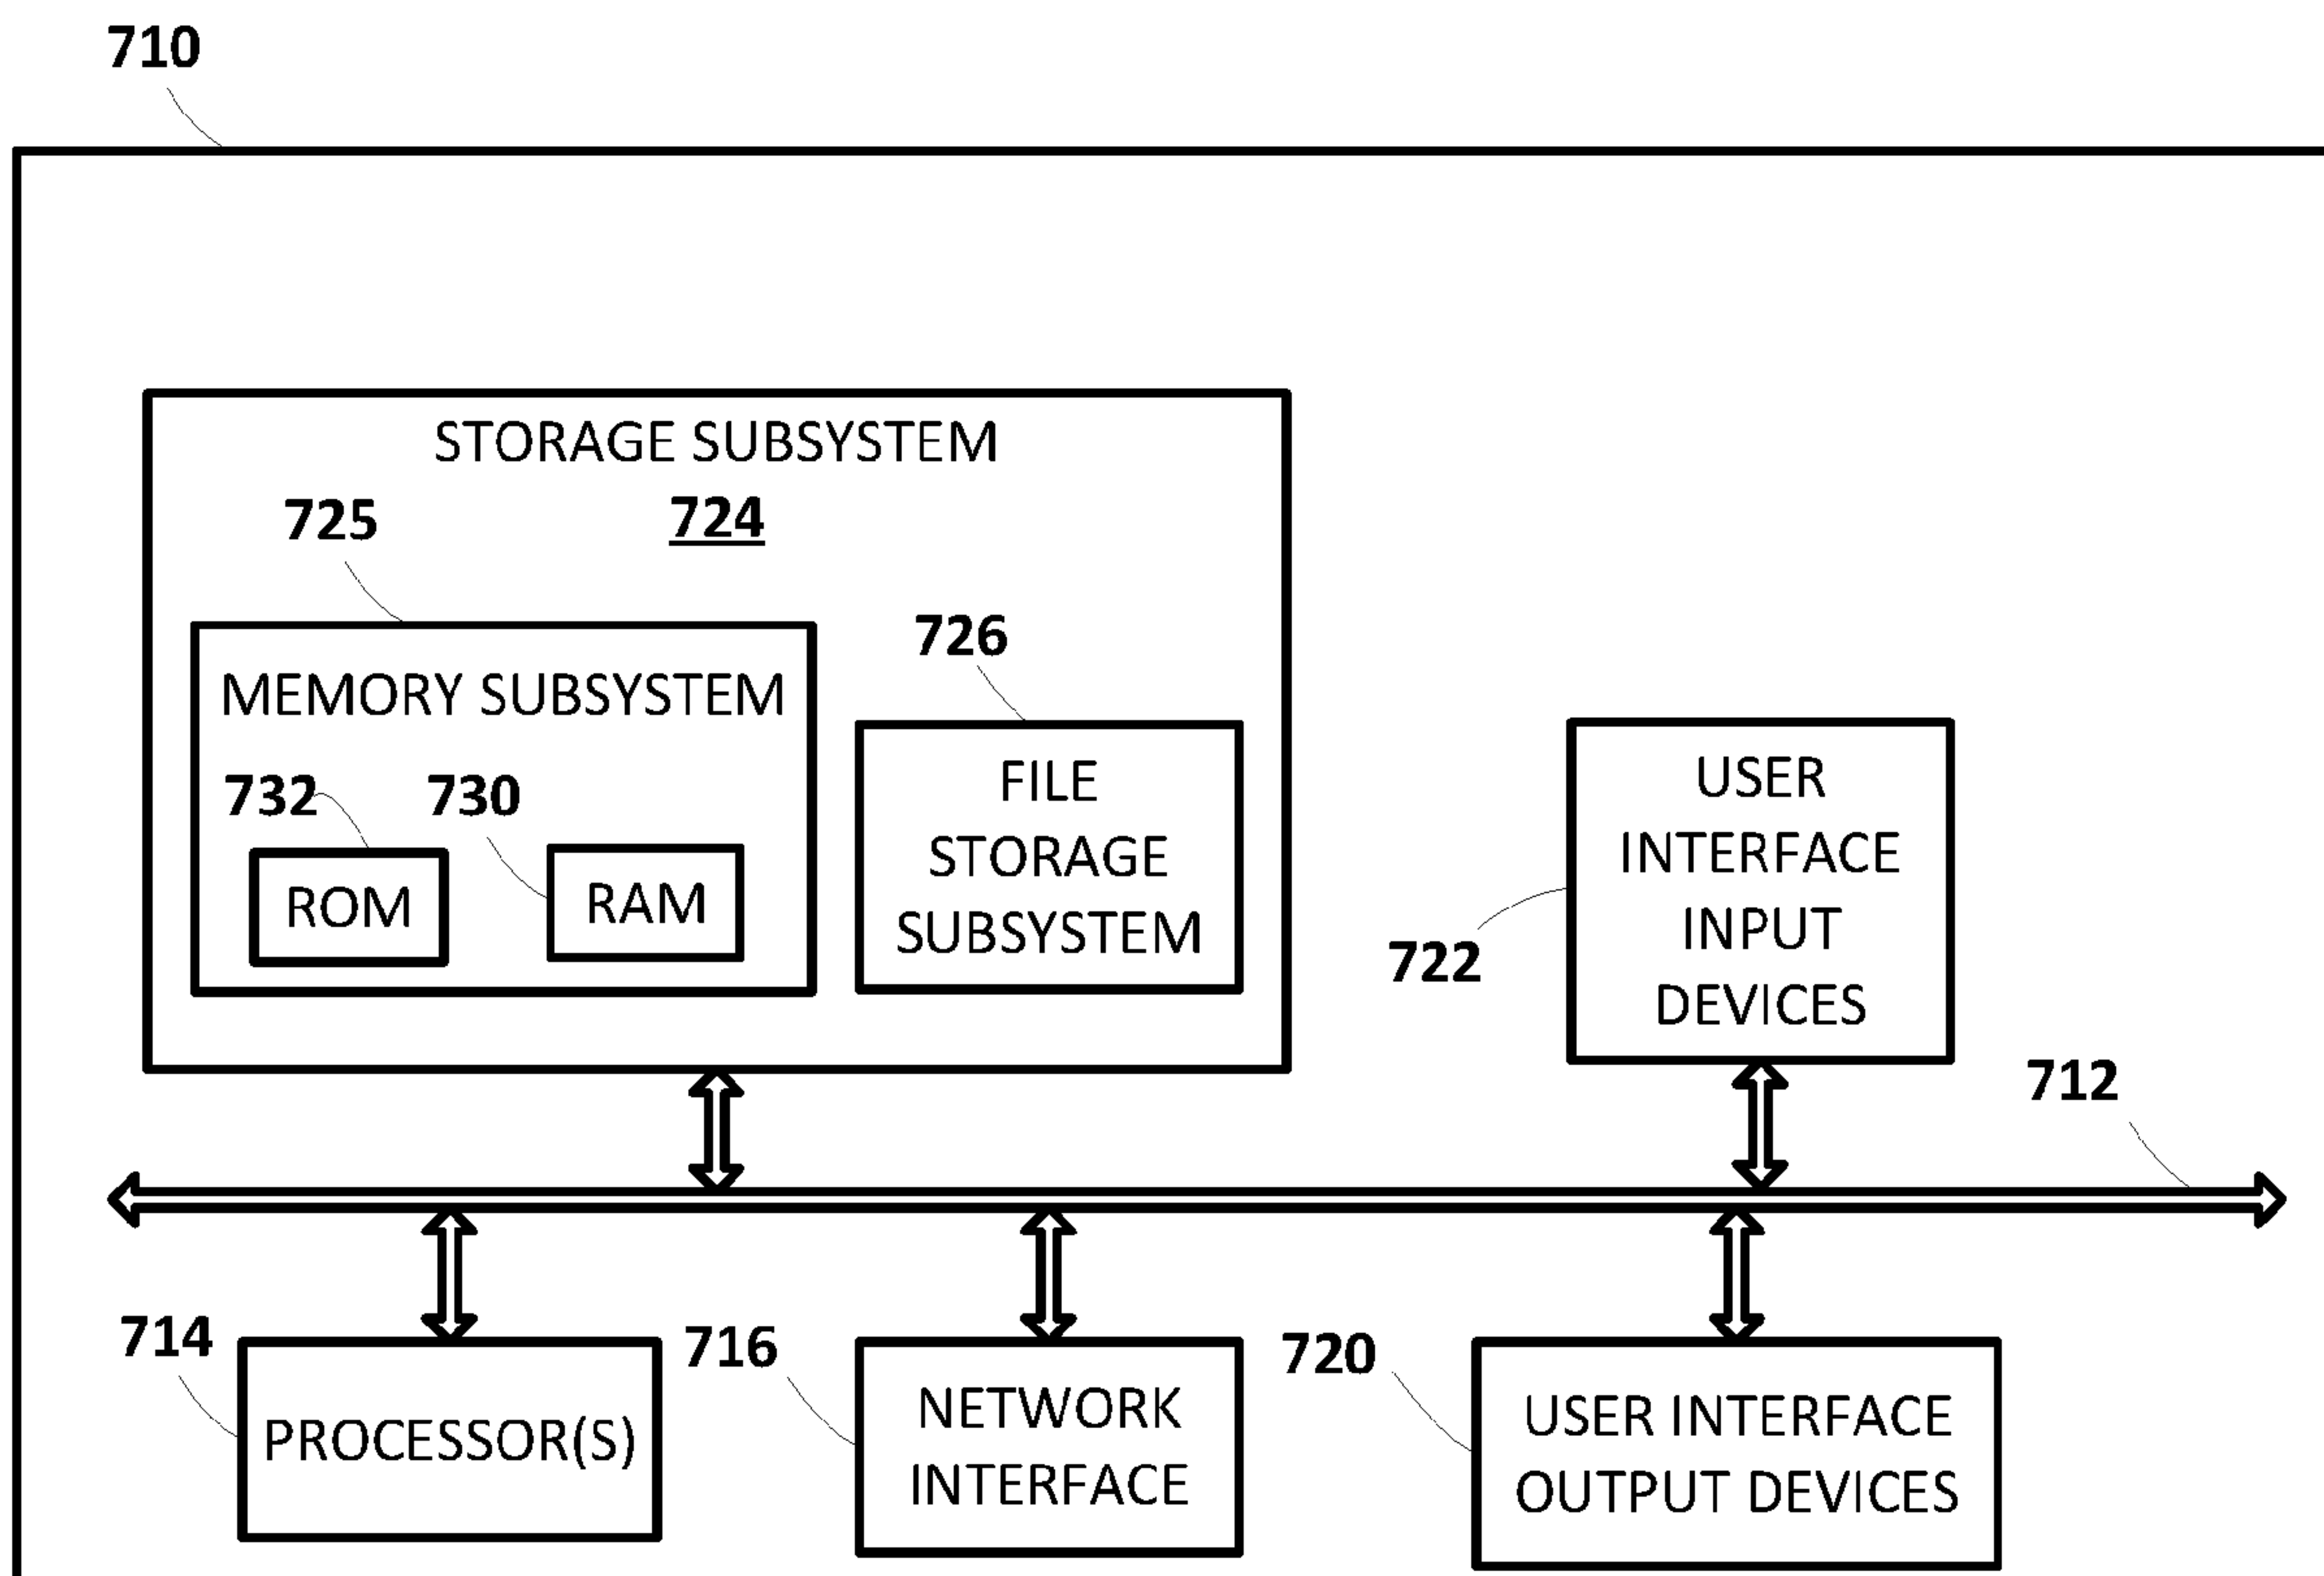 710
STORAGE SUBSYSTEM
724
725
MEMORY SUBSYSTEM
732
730
ROM
RAM
726
FILE
STORAGE
SUBSYSTEM
USER
INTERFACE
INPUT
DEVICES
722
712
714
PROCESSOR(S)
716
NETWORK
INTERFACE
720
USER INTERFACE
OUTPUT DEVICES